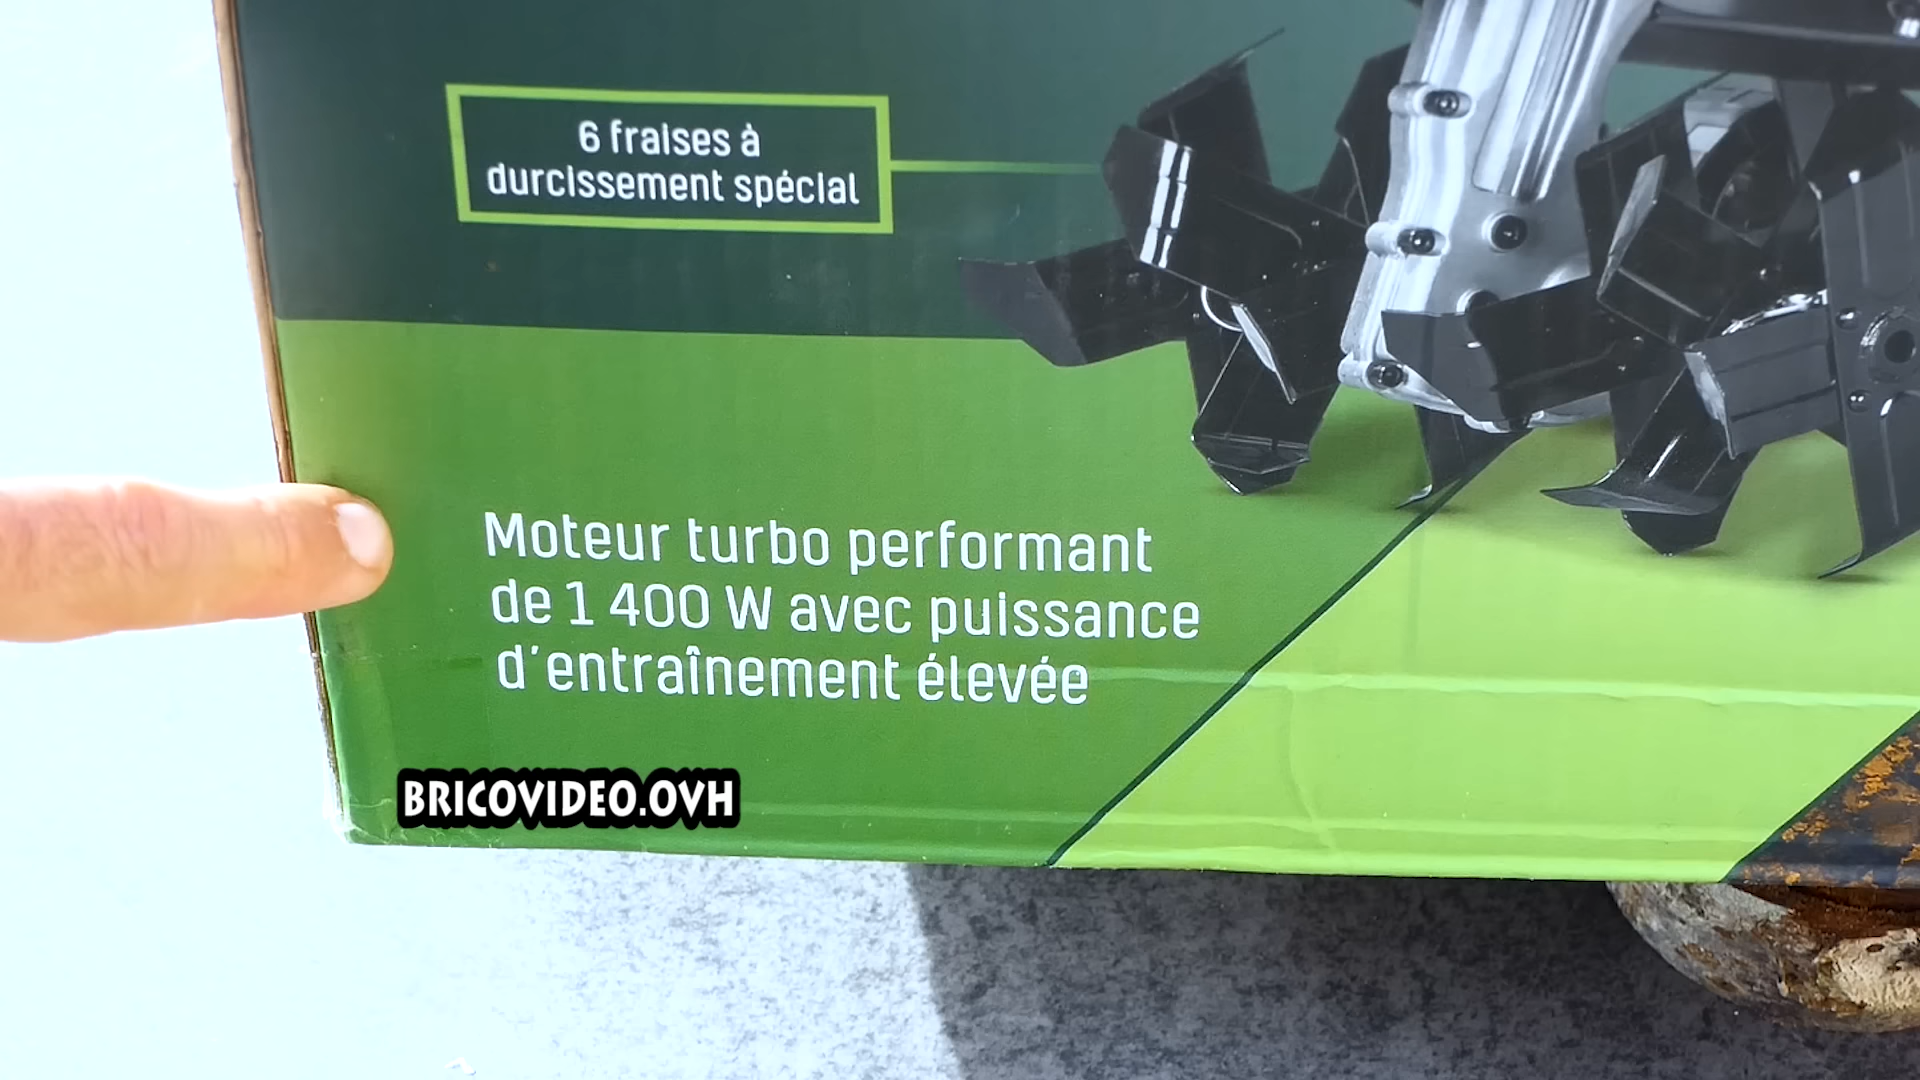 6 fraises à
durcissement spécial
Moteur turbo performant
de 1 400 W avec puissance
d'entraînement élevée
BRICOVIDEO.OVH